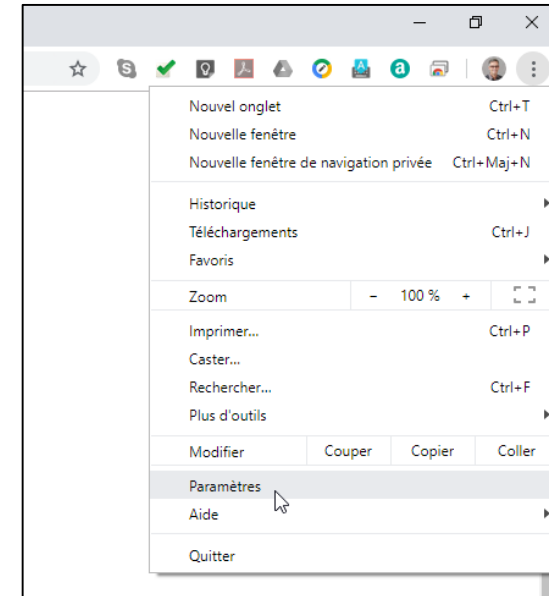 Nouvel onglet Ctrl+T
Nouvelle fenêtre Ctrl+N
Nouvelle fenêtre de navigation privée Ctrl+Maj+N
Historique
Téléchargements Ctrl+J
Favoris
Zoom - 100 % +
Imprimer... Ctrl+P
Caster...
Rechercher... Ctrl+F
Plus d'outils
Modifier Couper Copier Coller
Paramètres
Aide
Quitter